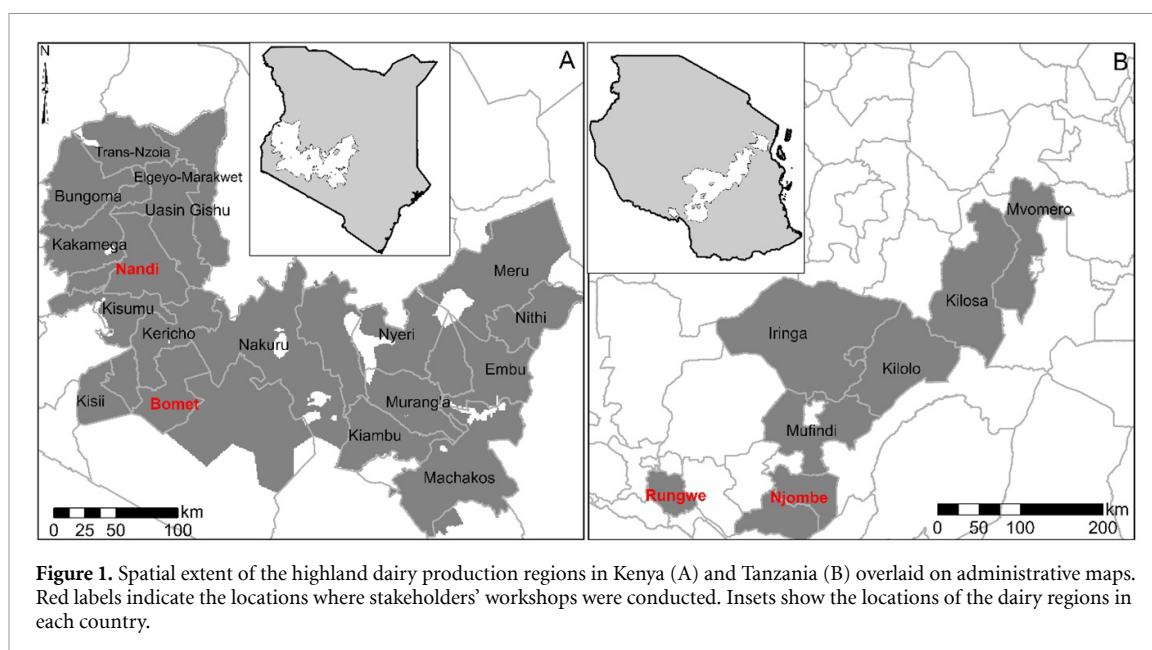 N
A
Trans-Nzoia
Elgeyo-Marakwet
Bungoma
Uasin Gishu
Kakamega
Nandi
Kisumu
Kericho
Nakuru
Nyeri
Meru
Nithi
Embu
Kisii
Bomet
Murang'a
Kiambu
Machakos
km
0 25 50 100
B
Mvomero
Kilosa
Iringa
Kilolo
Mufindi
Rungwe
Njombe
km
0 50 100 200
Figure 1. Spatial extent of the highland dairy production regions in Kenya (A) and Tanzania (B) overlaid on administrative maps.
Red labels indicate the locations where stakeholders’ workshops were conducted. Insets show the locations of the dairy regions in
each country.